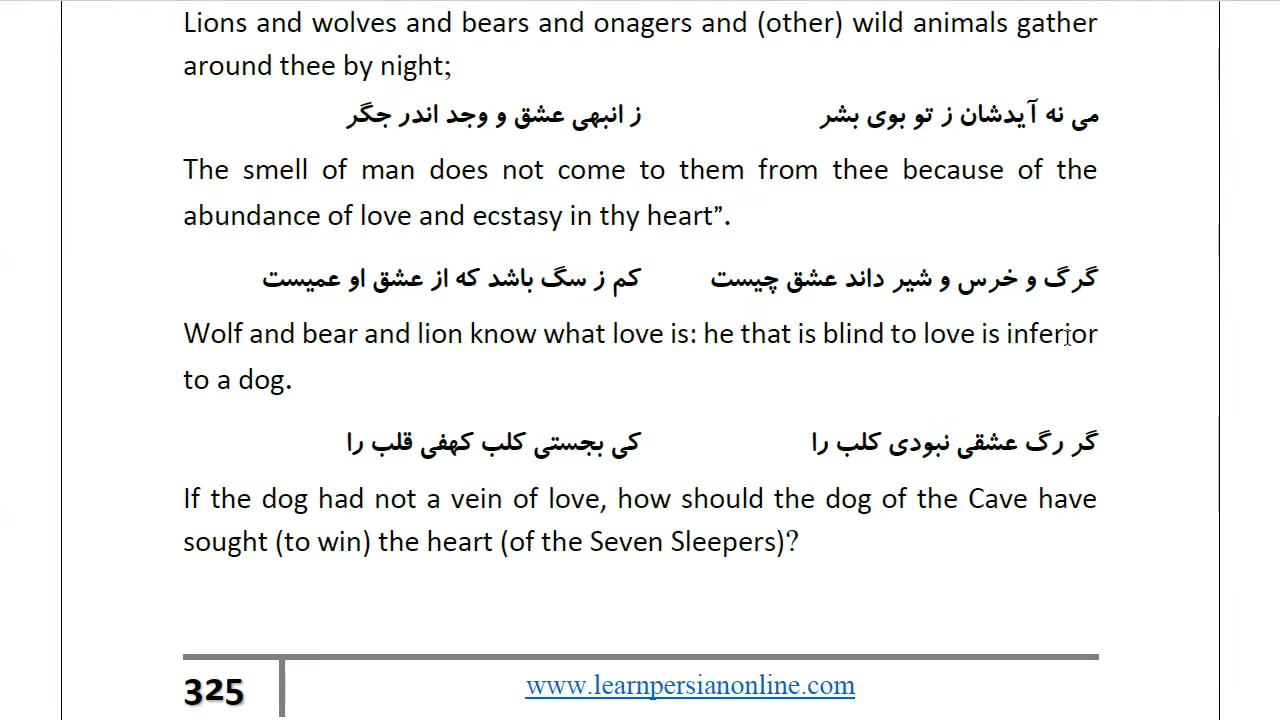 Lions and wolves and bears and onagers and (other) wild animals gather
around thee by night;
می نه آیدشان ز تو بوی بشر ز انبهی عشق و وجد اندر جگر
The smell of man does not come to them from thee because of the
abundance of love and ecstasy in thy heart”.
گرگ و خرس و شیر داند عشق چیست کم ز سگ باشد که از عشق او عمیست
Wolf and bear and lion know what love is: he that is blind to love is inferior
to a dog.
گر رگ عشقی نبودی کلب را کی بجستی کلب کهفی قلب را
If the dog had not a vein of love, how should the dog of the Cave have
sought (to win) the heart (of the Seven Sleepers)?
325 www.learnpersianonline.com